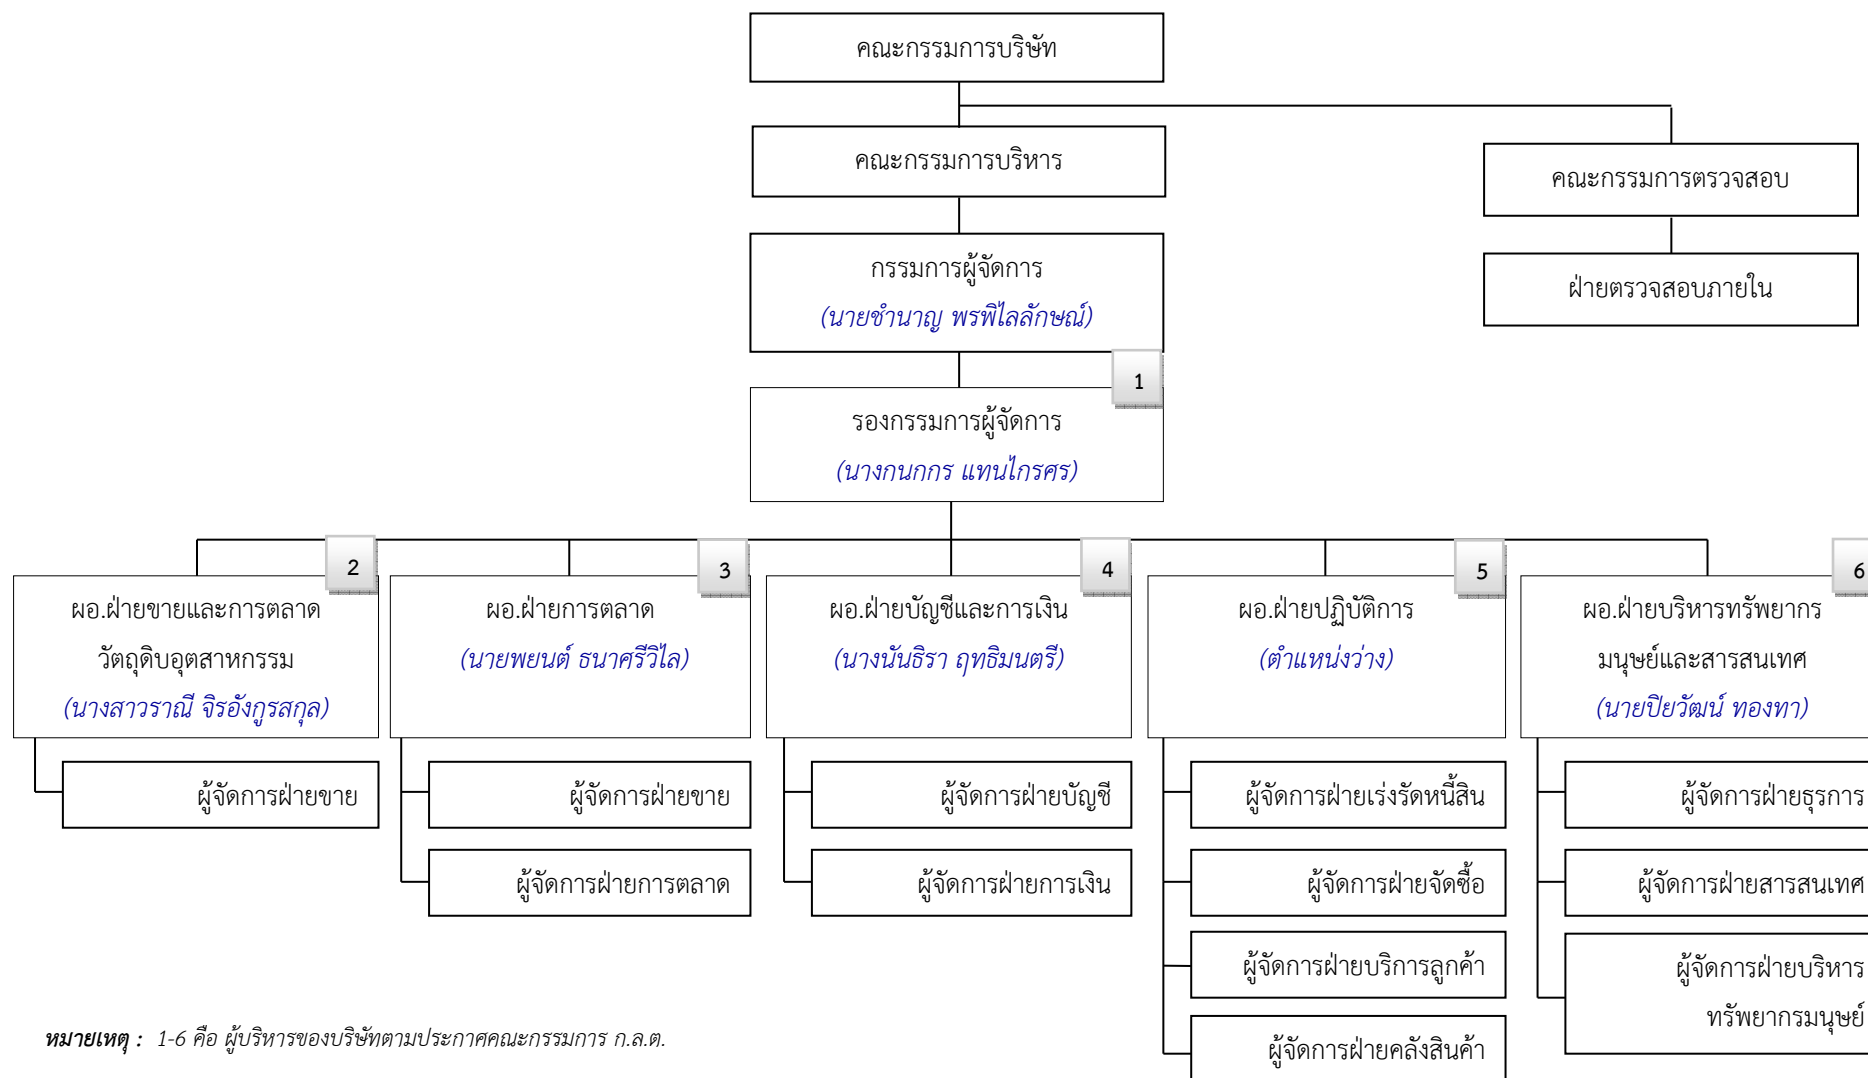 คณะกรรมการบริษัท
คณะกรรมการบริหาร
คณะกรรมการตรวจสอบ
กรรมการผู้จัดการ
(นายชำนาญ พรพิไลลักษณ์)
ฝ่ายตรวจสอบภายใน
1
รองกรรมการผู้จัดการ
(นางกนกกร แทนไกรศร)
2
ผอ.ฝ่ายขายและการตลาด
วัตถุดิบอุตสาหกรรม
(นางสาวราณี จิรอังกูรสกุล)
3
ผอ.ฝ่ายการตลาด
(นายพยนต์ ธนาศรีวิไล)
4
ผอ.ฝ่ายบัญชีและการเงิน
(นางนันธิรา ฤทธิมนตรี)
5
ผอ.ฝ่ายปฏิบัติการ
(ตำแหน่งว่าง)
6
ผอ.ฝ่ายบริหารทรัพยากร
มนุษย์และสารสนเทศ
(นายปิยวัฒน์ ทองทา)
ผู้จัดการฝ่ายขาย
ผู้จัดการฝ่ายขาย
ผู้จัดการฝ่ายการตลาด
ผู้จัดการฝ่ายบัญชี
ผู้จัดการฝ่ายการเงิน
ผู้จัดการฝ่ายเร่งรัดหนี้สิน
ผู้จัดการฝ่ายจัดซื้อ
ผู้จัดการฝ่ายบริการลูกค้า
ผู้จัดการฝ่ายคลังสินค้า
ผู้จัดการฝ่ายธุรการ
ผู้จัดการฝ่ายสารสนเทศ
ผู้จัดการฝ่ายบริหาร
ทรัพยากรมนุษย์
หมายเหตุ : 1-6 คือ ผู้บริหารของบริษัทตามประกาศคณะกรรมการ ก.ล.ต.